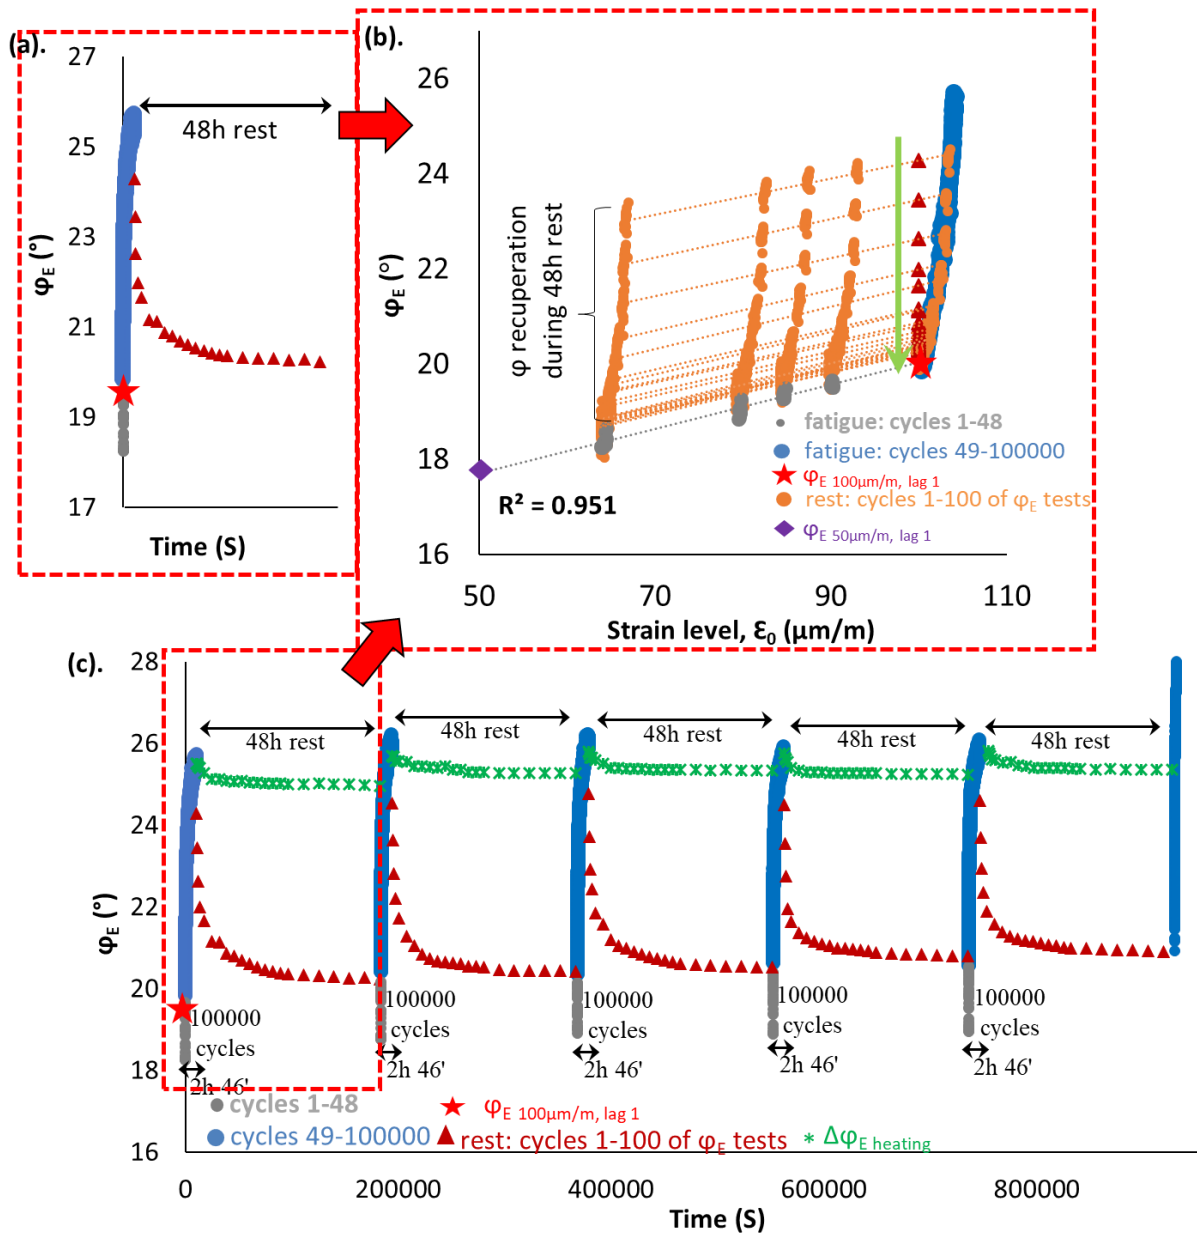 (a).
27
25
23
21
19
17
φE (°)
48h rest
Time (S)
(b).
26
24
22
20
18
16
φE (°)
φ recuperation
during 48h rest
fatigue: cycles 1-48
fatigue: cycles 49-100000
φE 100µm/m, lag 1
rest: cycles 1-100 of φE tests
φE 50µm/m, lag 1
R² = 0.951
50
70
90
110
Strain level, Ɛ0 (µm/m)
(c).
28
26
24
22
20
18
16
φE (°)
48h rest
48h rest
48h rest
48h rest
48h rest
100000
cycles
2h 46'
100000
cycles
2h 46'
100000
cycles
2h 46'
100000
cycles
2h 46'
100000
cycles
2h 46'
cycles 1-48
φE 100µm/m, lag 1
cycles 49-100000
rest: cycles 1-100 of φE tests
* ΔφE heating
0
200000
400000
600000
800000
Time (S)